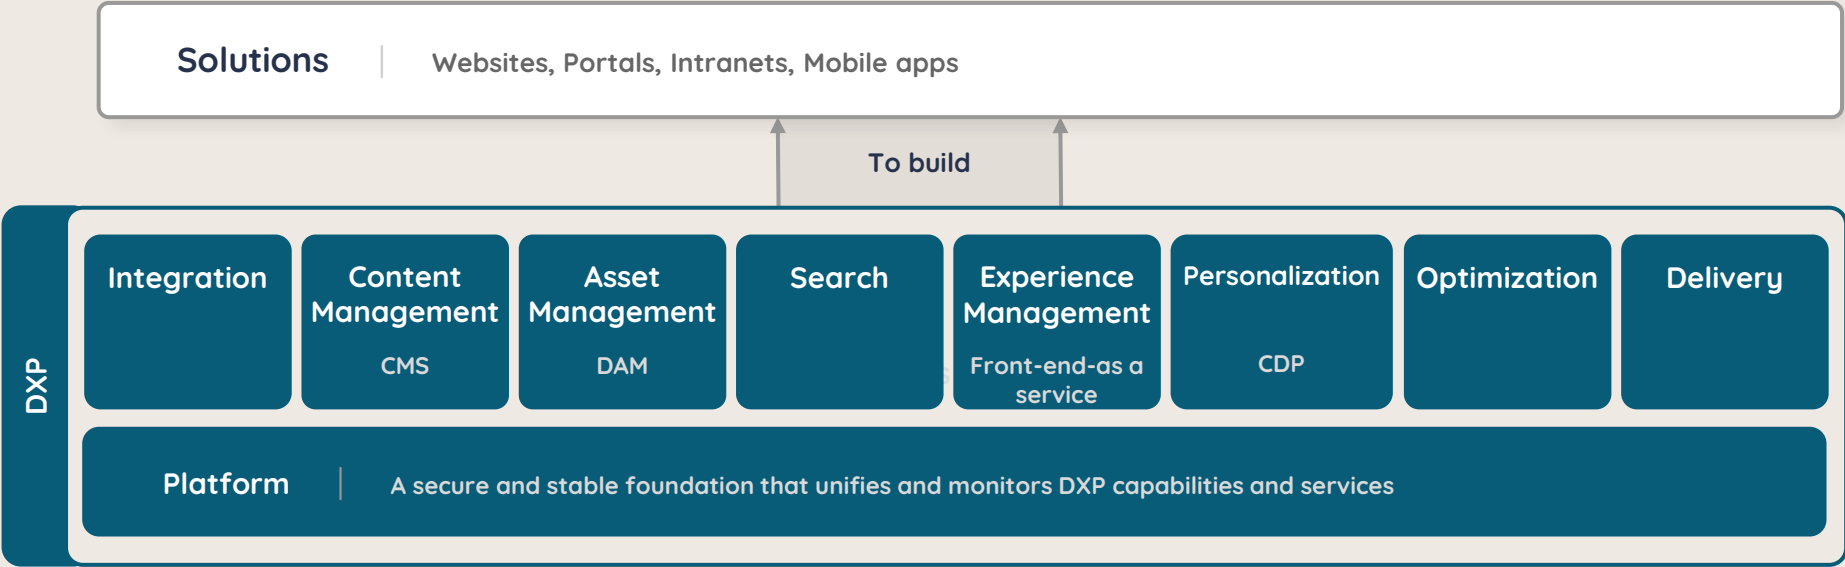 Solutions
Websites, Portals, Intranets, Mobile apps
To build
DXP
Integration
Content
Management
CMS
Asset
Management
DAM
Search
Experience
Management
Front-end-as a
service
Personalization
CDP
Optimization
Delivery
Platform
A secure and stable foundation that unifies and monitors DXP capabilities and services